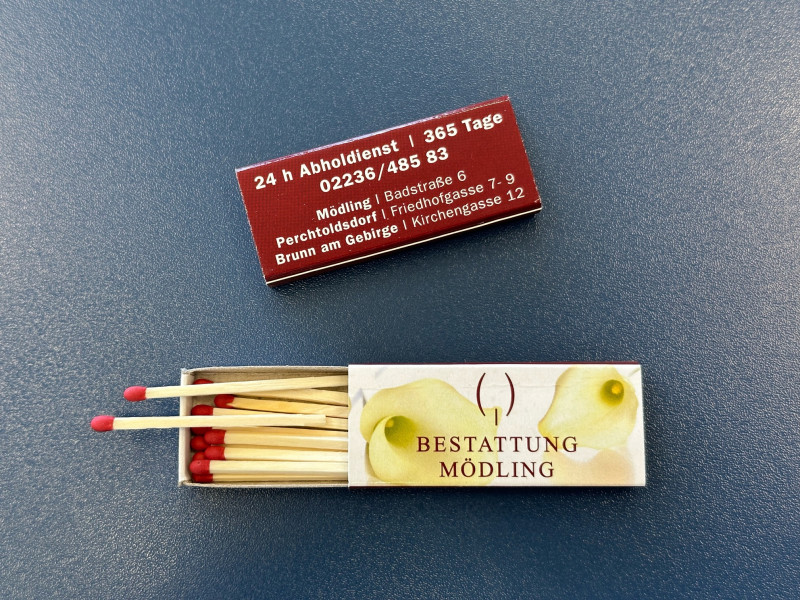 24 h Abholdienst | 365 Tage
02236/485 83
Mödling | Badstraße 6
Perchtoldsdorf | Friedhofgasse 7-9
Brunn am Gebirge | Kirchengasse 12
BESTATTUNG
MÖDLING